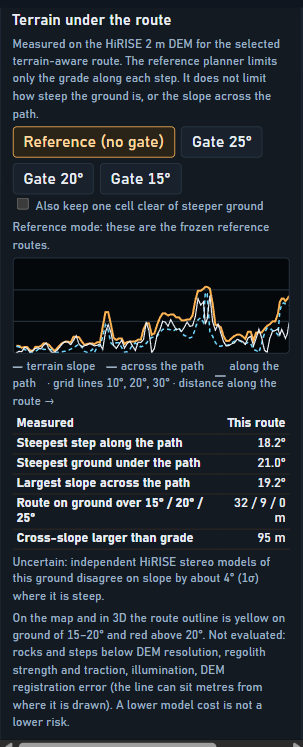 Terrain under the route
Measured on the HiRISE 2 m DEM for the selected
terrain-aware route. The reference planner limits
only the grade along each step. It does not limit
how steep the ground is, or the slope across the
path.
Reference (no gate) Gate 25°
Gate 20° Gate 15°
Also keep one cell clear of steeper ground
Reference mode: these are the frozen reference
routes.
— terrain slope — across the path __ along the
path · grid lines 10°, 20°, 30° · distance along the
route →
Measured This route
Steepest step along the path 18.2°
Steepest ground under the path 21.0°
Largest slope across the path 19.2°
Route on ground over 15° / 20° / 32 / 9 / 0
25° m
Cross-slope larger than grade 95 m
Uncertain: independent HiRISE stereo models of
this ground disagree on slope by about 4° (1σ)
where it is steep.
On the map and in 3D the route outline is yellow on
ground of 15–20° and red above 20°. Not evaluated:
rocks and steps below DEM resolution, regolith
strength and traction, illumination, DEM
registration error (the line can sit metres from
where it is drawn). A lower model cost is not a
lower risk.